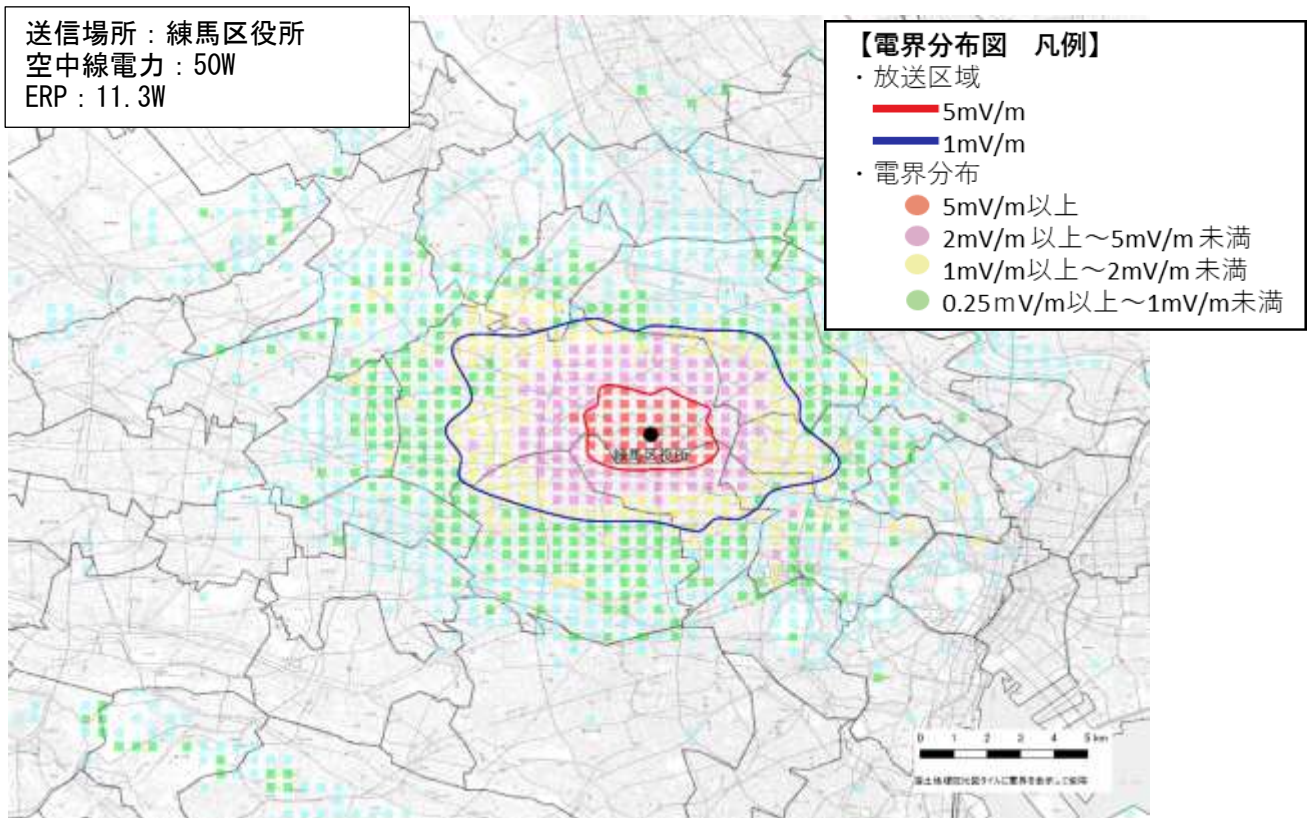 送信場所：練馬区役所
空中線電力：50W
ERP：11.3W
【電界分布図　凡例】
・放送区域
5mV/m
1mV/m
・電界分布
5mV/m以上
2mV/m 以上～5mV/m 未満
1mV/m以上～2mV/m 未満
0.25mV/m以上～1mV/m未満
練馬区役所
0 1 2 3 4 5 km